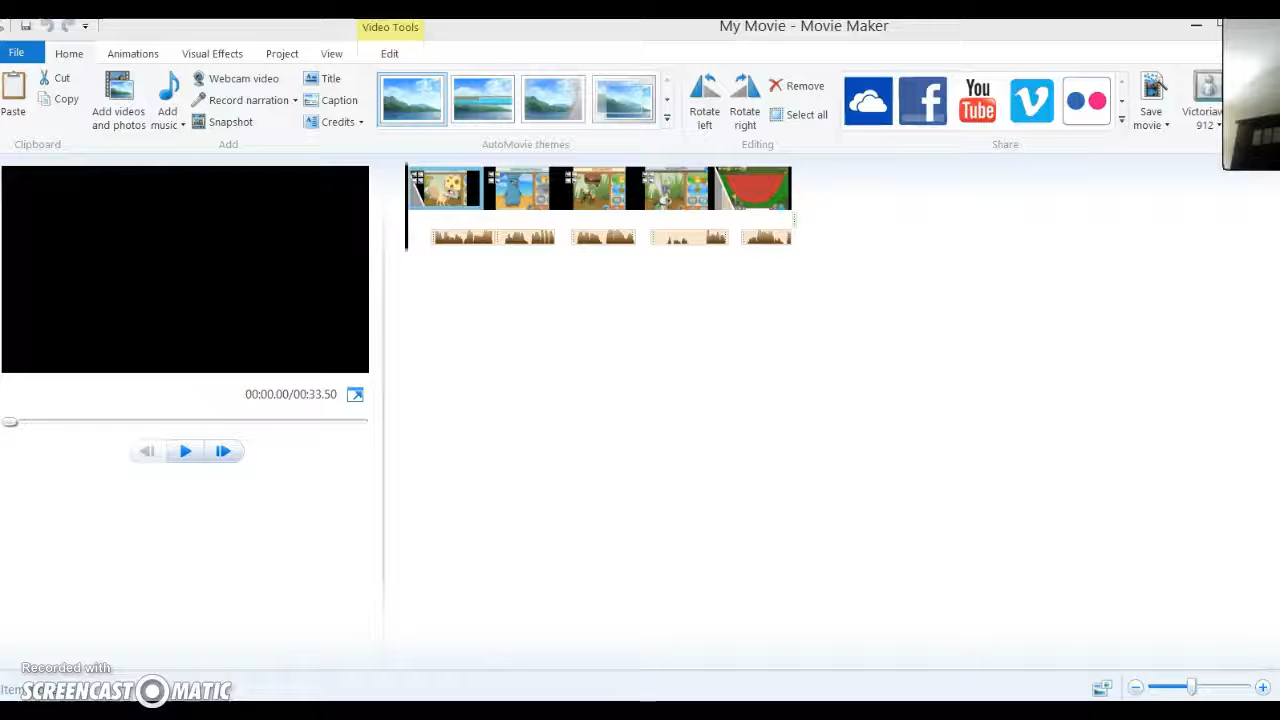 Video Tools
My Movie - Movie Maker
File Home Animations Visual Effects Project View Edit
Paste
Cut
Copy
Clipboard
Add videos
and photos
Add
music
Webcam video
Record narration
Snapshot
Title
Caption
Credits
Add
AutoMovie themes
Rotate
left
Rotate
right
Remove
Select all
Editing
f
You
Tube
Share
Save
movie
Victoriav
912
00:00.00/00:33.50
Recorded with
SCREENCAST-O-MATIC
Item